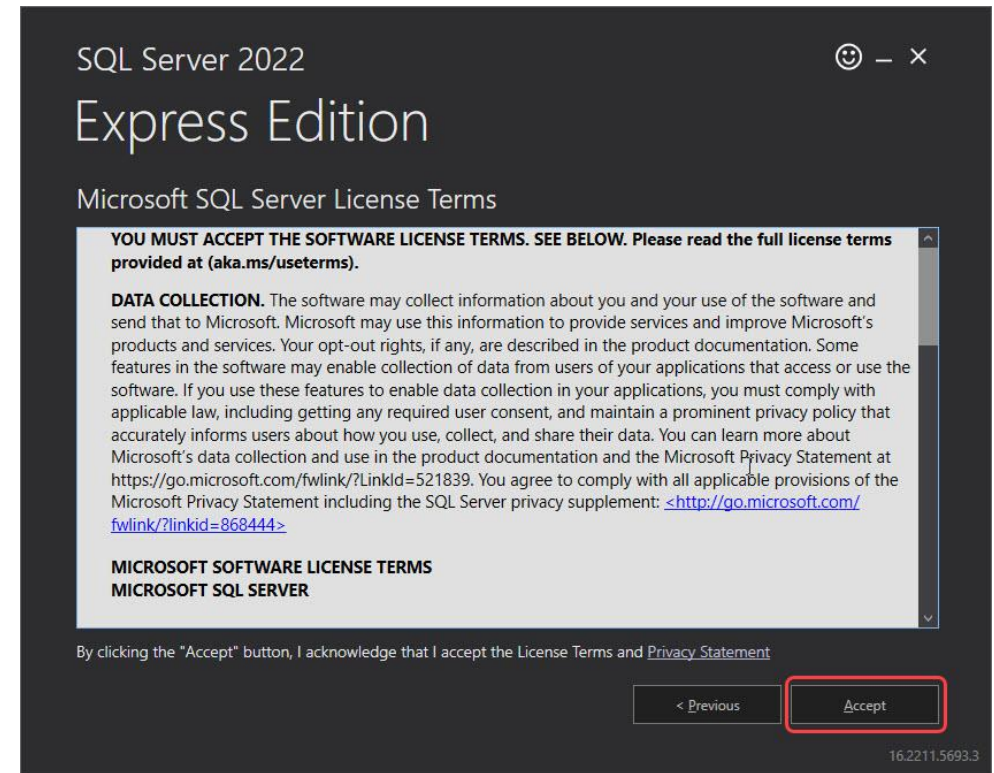 SQL Server 2022
Express Edition
Microsoft SQL Server License Terms
YOU MUST ACCEPT THE SOFTWARE LICENSE TERMS. SEE BELOW. Please read the full license terms
provided at (aka.ms/useterms).
DATA COLLECTION. The software may collect information about you and your use of the software and
send that to Microsoft. Microsoft may use this information to provide services and improve Microsoft's
products and services. Your opt-out rights, if any, are described in the product documentation. Some
features in the software may enable collection of data from users of your applications that access or use the
software. If you use these features to enable data collection in your applications, you must comply with
applicable law, including getting any required user consent, and maintain a prominent privacy policy that
accurately informs users about how you use, collect, and share their data. You can learn more about
Microsoft's data collection and use in the product documentation and the Microsoft Privacy Statement at
https://go.microsoft.com/fwlink/?LinkId=521839. You agree to comply with all applicable provisions of the
Microsoft Privacy Statement including the SQL Server privacy supplement: <http://go.microsoft.com/
fwlink/?linkid=868444>
MICROSOFT SOFTWARE LICENSE TERMS
MICROSOFT SQL SERVER
By clicking the "Accept" button, I acknowledge that I accept the License Terms and Privacy Statement
< Previous
Accept
16.2211.5693.3